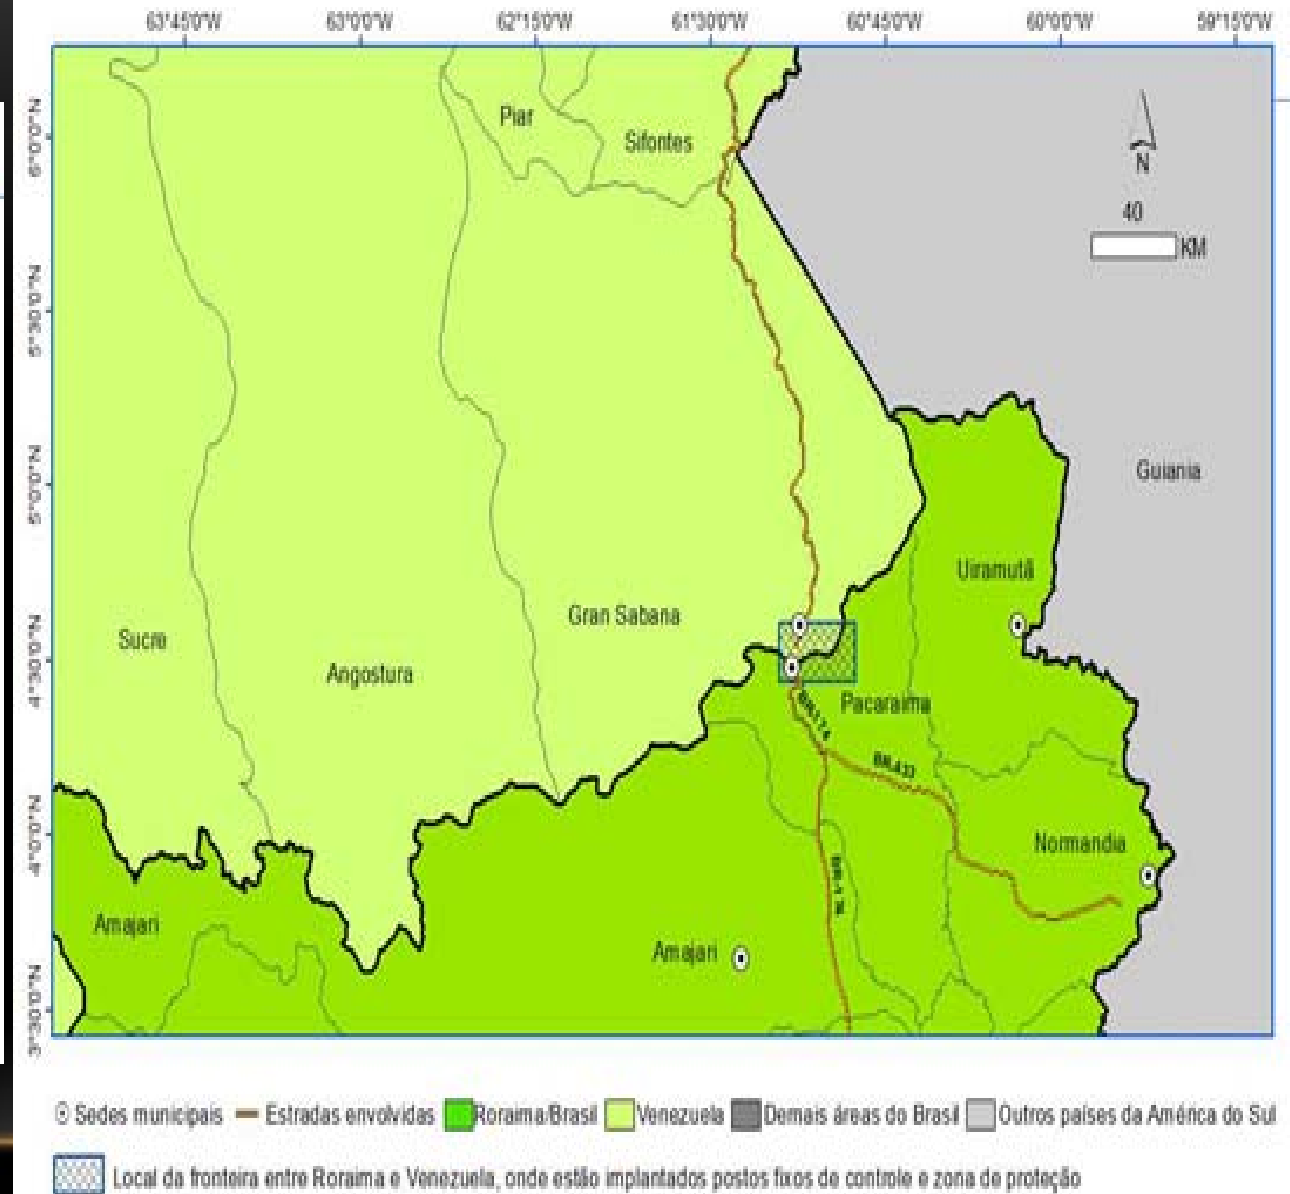 63°45'0"W 63°0'0"W 62°15'0"W 61°30'0"W 60°45'0"W 60°0'0"W 59°15'0"W
6°0'0"N
5°30'0"N
5°0'0"N
4°30'0"N
4°0'0"N
3°30'0"N
Piar
Sifontes
N
40
KM
Guiania
Uiramutã
Gran Sabana
Sucre
Angostura
Pacaraima
BR174
BR433
Normandia
Amajari
Amajari
Sedes municipais Estradas envolvidas Roraima/Brasil Venezuela Demais áreas do Brasil Outros países da América do Sul
Local da fronteira entre Roraima e Venezuela, onde estão implantados postos fixos de controle e zona de proteção